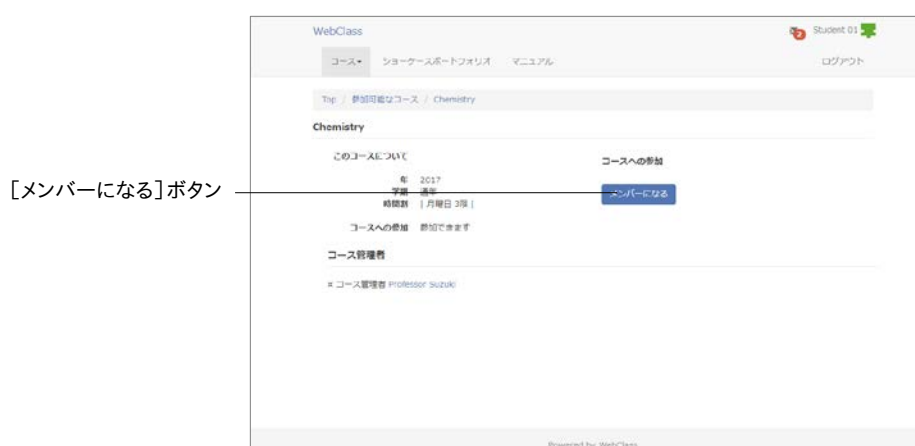 WebClass
2 Student 01
コース▾ ショーケースポートフォリオ マニュアル ログアウト
Top / 参加可能なコース / Chemistry
Chemistry
このコースについて
コースへの参加
年 2017
学期 通年
時間割 | 月曜日 3限 |
[メンバーになる]ボタン
メンバーになる
コースへの参加 参加できます
コース管理者
¤ コース管理者 Professor Suzuki
Powered by WebClass